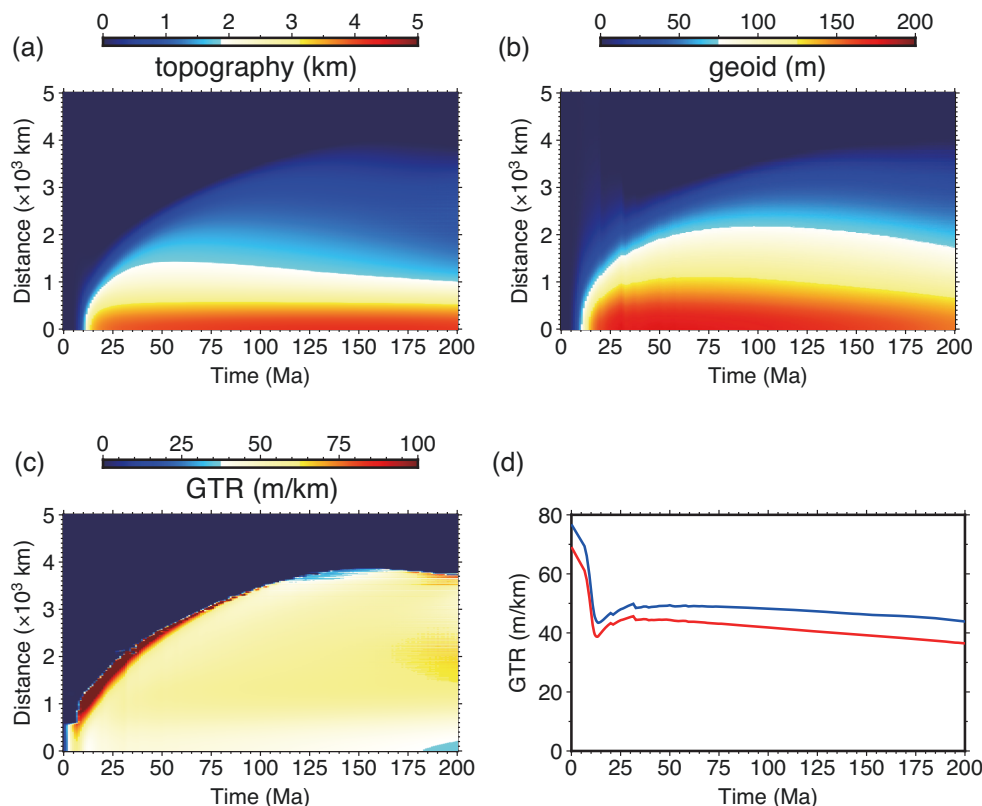 (a)
0 1 2 3 4 5
topography (km)
5
4
3
2
1
0
Distance (×10³ km)
0 25 50 75 100 125 150 175 200
Time (Ma)
(b)
0 50 100 150 200
geoid (m)
5
4
3
2
1
0
Distance (×10³ km)
0 25 50 75 100 125 150 175 200
Time (Ma)
(c)
0 25 50 75 100
GTR (m/km)
5
4
3
2
1
0
Distance (×10³ km)
0 25 50 75 100 125 150 175 200
Time (Ma)
(d)
80
60
40
20
0
GTR (m/km)
0 25 50 75 100 125 150 175 200
Time (Ma)